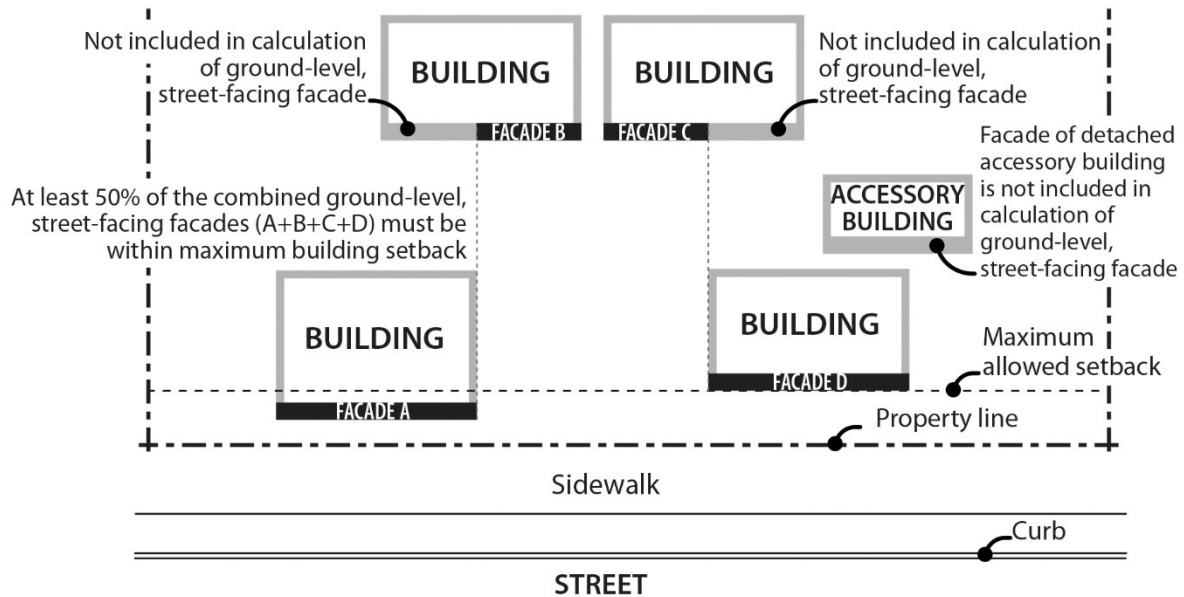 Not included in calculation
of ground-level,
street-facing facade
BUILDING
FACADE B
BUILDING
FACADE C
Not included in calculation
of ground-level,
street-facing facade
Facade of detached
accessory building
is not included in
calculation of
ground-level,
street-facing facade
ACCESSORY
BUILDING
At least 50% of the combined ground-level,
street-facing facades (A+B+C+D) must be
within maximum building setback
BUILDING
FACADE A
BUILDING
FACADE D
Maximum
allowed setback
Property line
Sidewalk
Curb
STREET